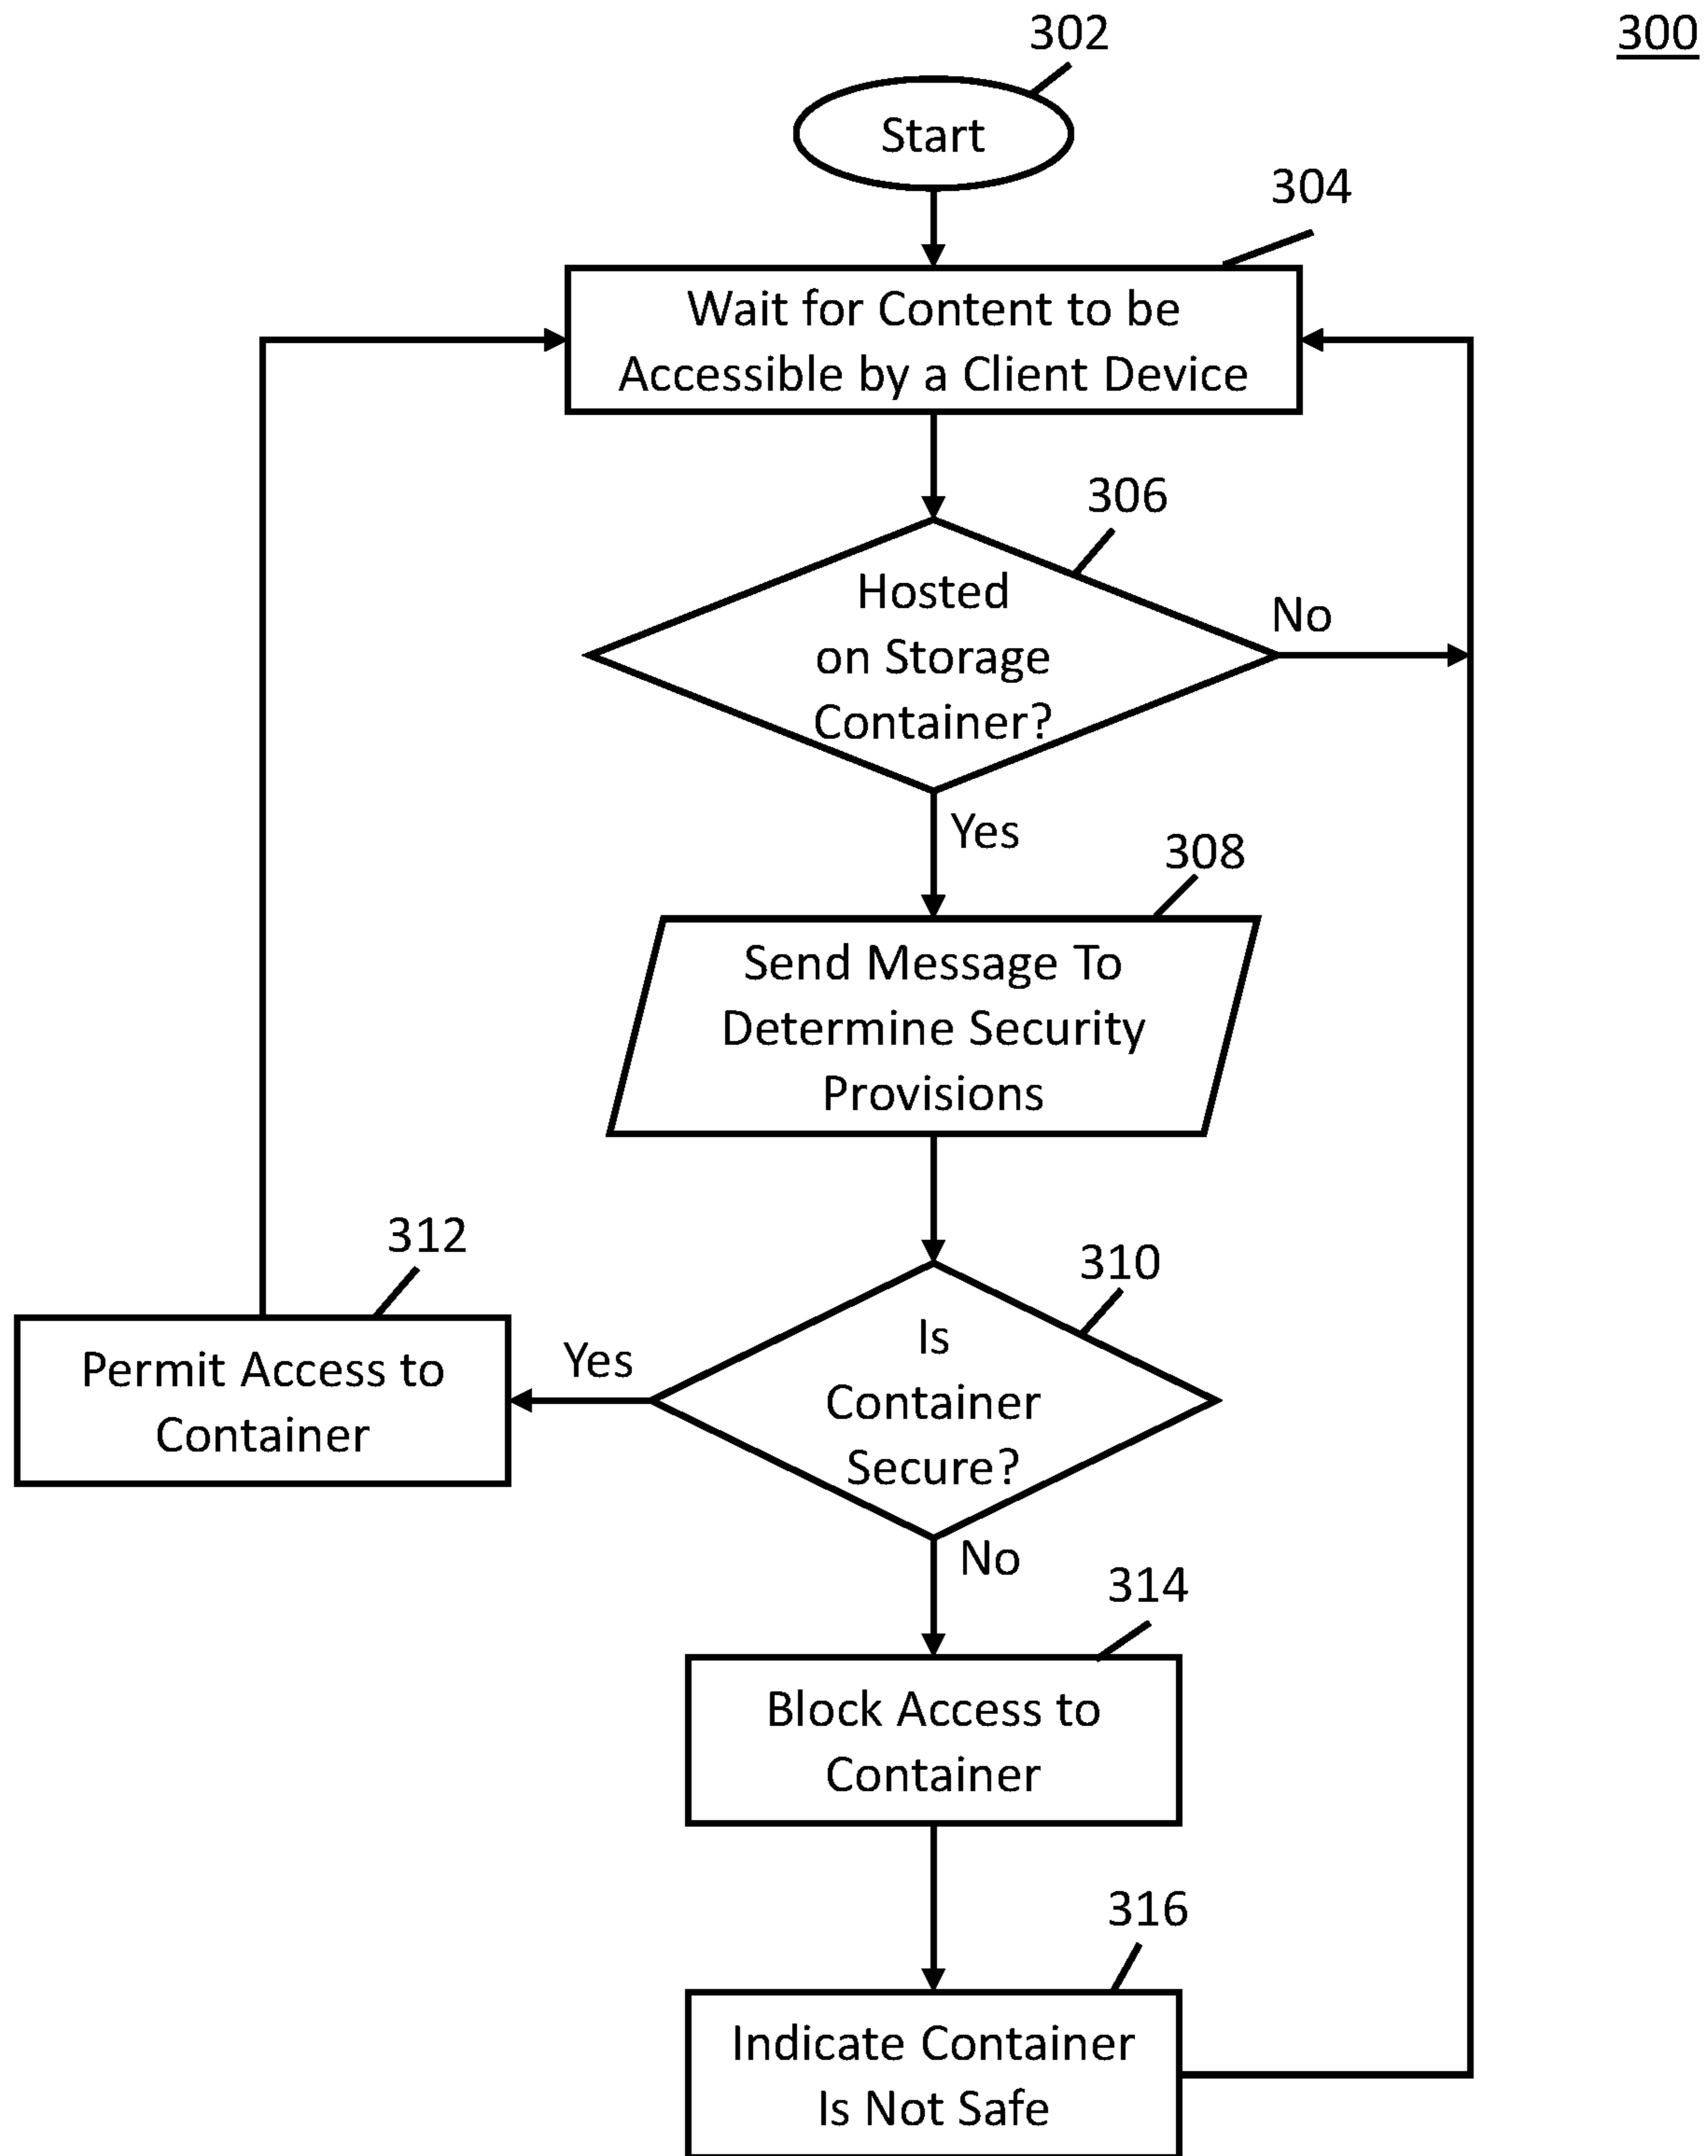 300
302
Start
304
Wait for Content to be
Accessible by a Client Device
306
Hosted
on Storage
Container?
No
Yes
308
Send Message To
Determine Security
Provisions
312
Permit Access to
Container
Yes
310
Is
Container
Secure?
No
314
Block Access to
Container
316
Indicate Container
Is Not Safe